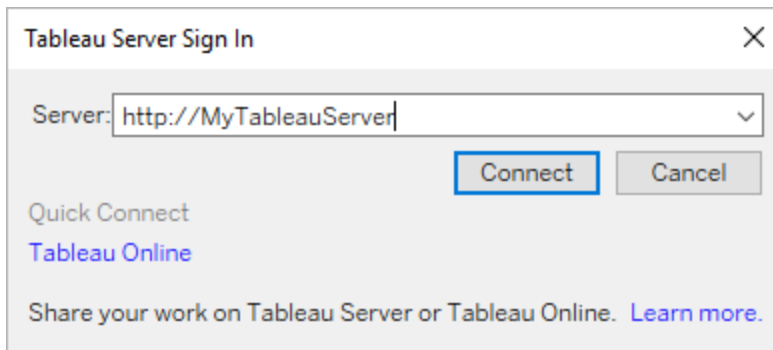 Tableau Server Sign In
Server: http://MyTableauServer
Connect Cancel
Quick Connect
Tableau Online
Share your work on Tableau Server or Tableau Online. Learn more.